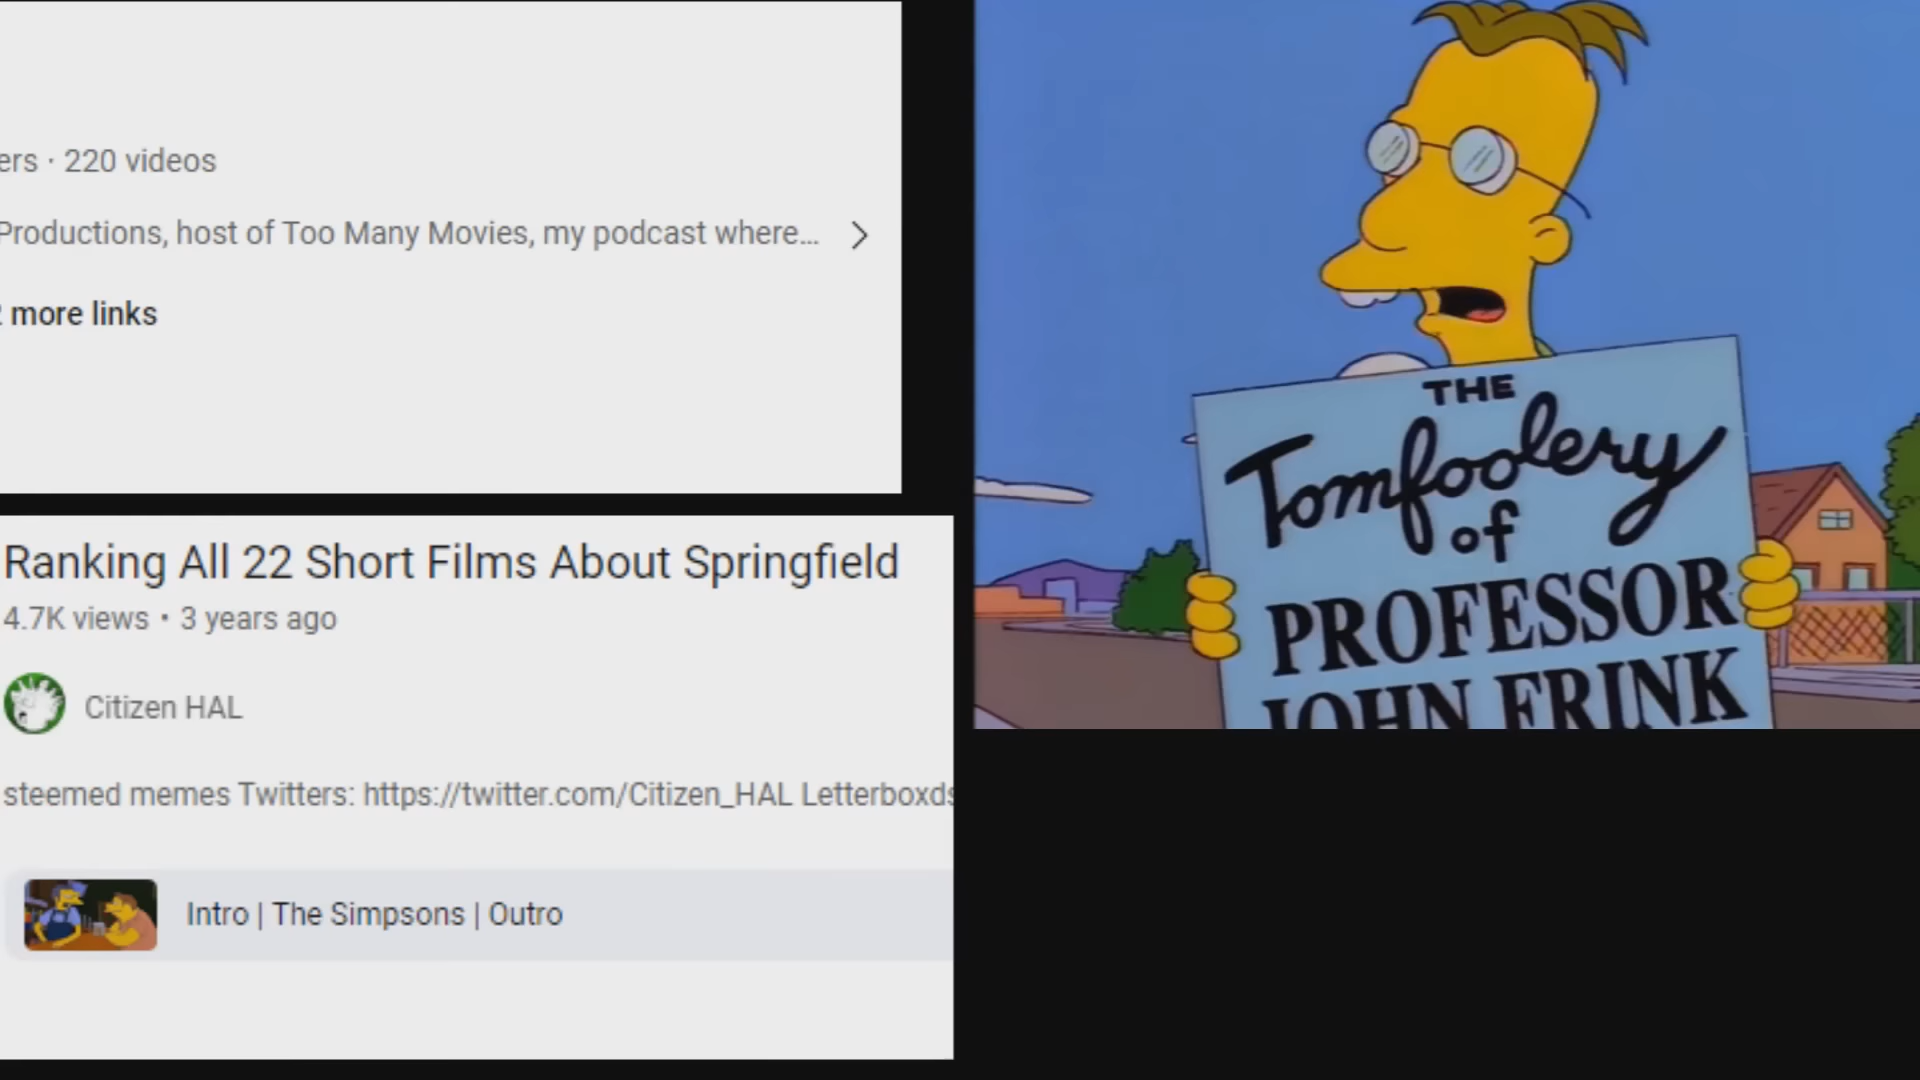 ers · 220 videos
Productions, host of Too Many Movies, my podcast where...
more links
Ranking All 22 Short Films About Springfield
4.7K views • 3 years ago
Citizen HAL
steemed memes Twitters: https://twitter.com/Citizen_HAL Letterboxds
Intro | The Simpsons | Outro
THE
Tomfoolery
of
PROFESSOR
JOHN FRINK